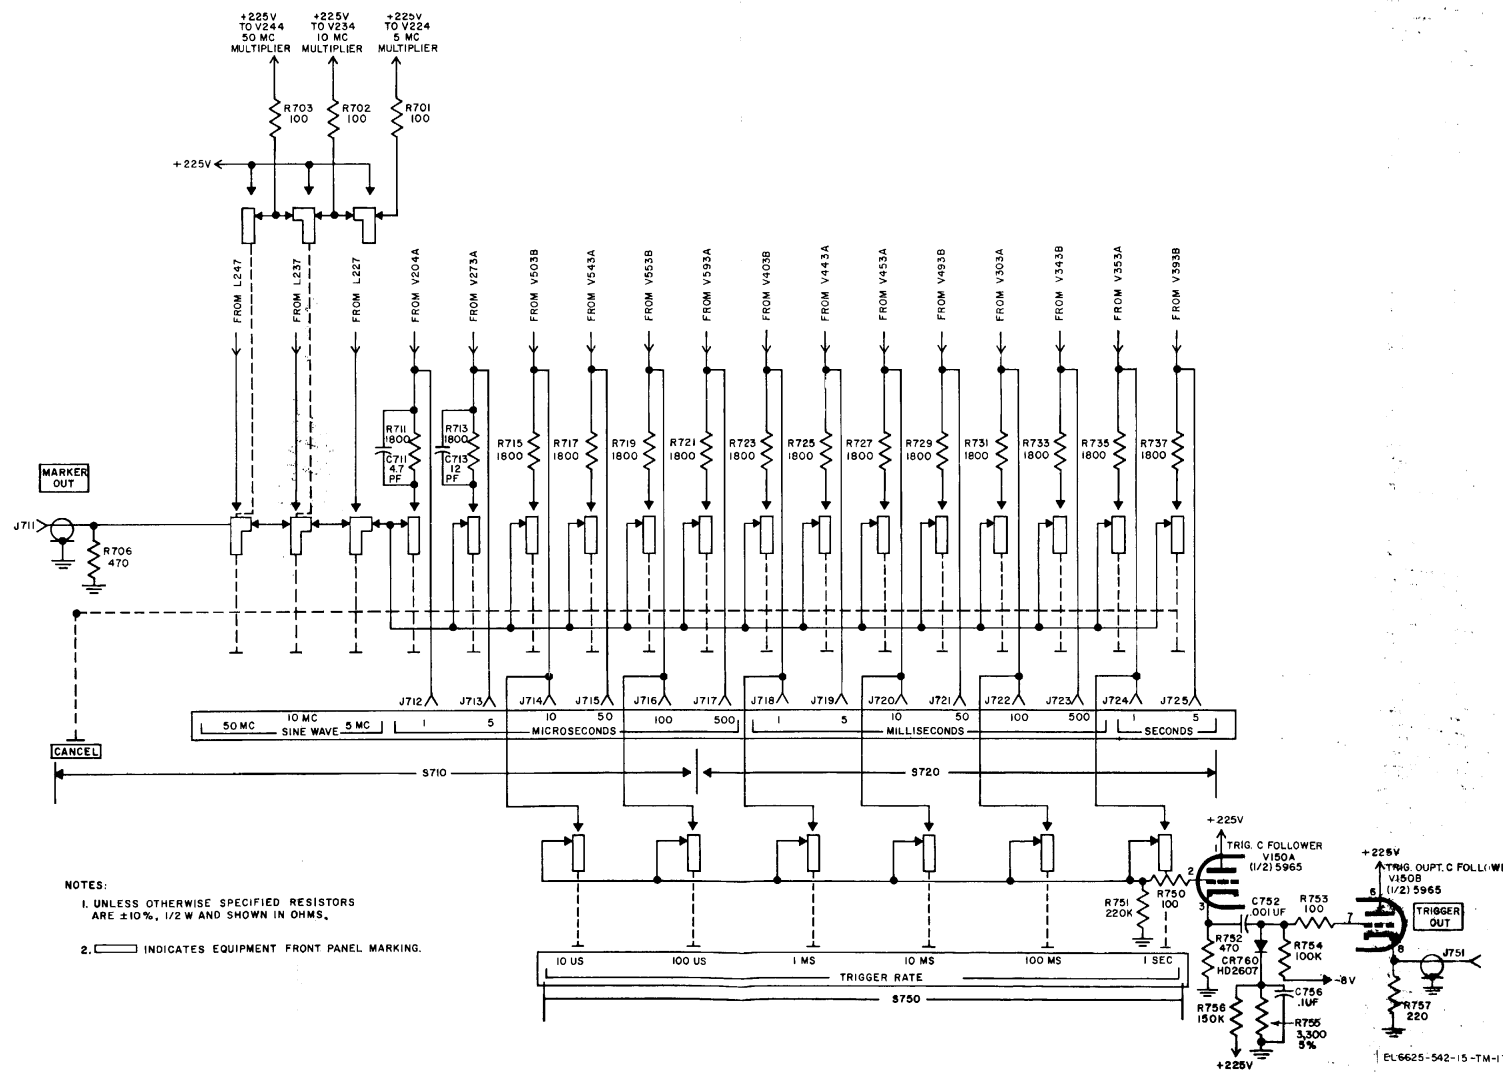 +225V
TO V244
50 MC
MULTIPLIER
+225V
TO V234
10 MC
MULTIPLIER
+225V
TO V224
5 MC
MULTIPLIER
R703
100
R702
100
R701
100
+225V
FROM L247
FROM L237
FROM L227
FROM V204A
FROM V273A
FROM V503B
FROM V543A
FROM V553B
FROM V593A
FROM V403B
FROM V443A
FROM V453A
FROM V493B
FROM V303A
FROM V343B
FROM V353A
FROM V393B
R711
1800
C711
4.7
PF
R713
1800
C713
12
PF
R715
1800
R717
1800
R719
1800
R721
1800
R723
1800
R725
1800
R727
1800
R729
1800
R731
1800
R733
1800
R735
1800
R737
1800
MARKER
OUT
J711
R706
470
J712 J713 J714 J715 J716 J717 J718 J719 J720 J721 J722 J723 J724 J725
50 MC 10 MC 5 MC 1 5 10 50 100 500 1 5 10 50 100 500 1 5
SINE WAVE MICROSECONDS MILLISECONDS SECONDS
CANCEL
S710 S720
+225V
TRIG. C FOLLOWER
V150A
(1/2) 5965
2
3
R750
100
R751
220K
C752
.001UF
R753
100
+225V
TRIG. OUPT. C FOLLOWE
V150B
(1/2) 5965
6
7
8
TRIGGER
OUT
J751
R752
470
CR760
HD2607
R754
100K
-8V
C756
.1UF
R756
150K
R755
3,300
5%
+225V
R757
220
NOTES:
1. UNLESS OTHERWISE SPECIFIED RESISTORS
ARE ±10%, 1/2 W AND SHOWN IN OHMS.
2. INDICATES EQUIPMENT FRONT PANEL MARKING.
10 US 100 US 1 MS 10 MS 100 MS 1 SEC
TRIGGER RATE
S750
EL6625-542-15-TM-1